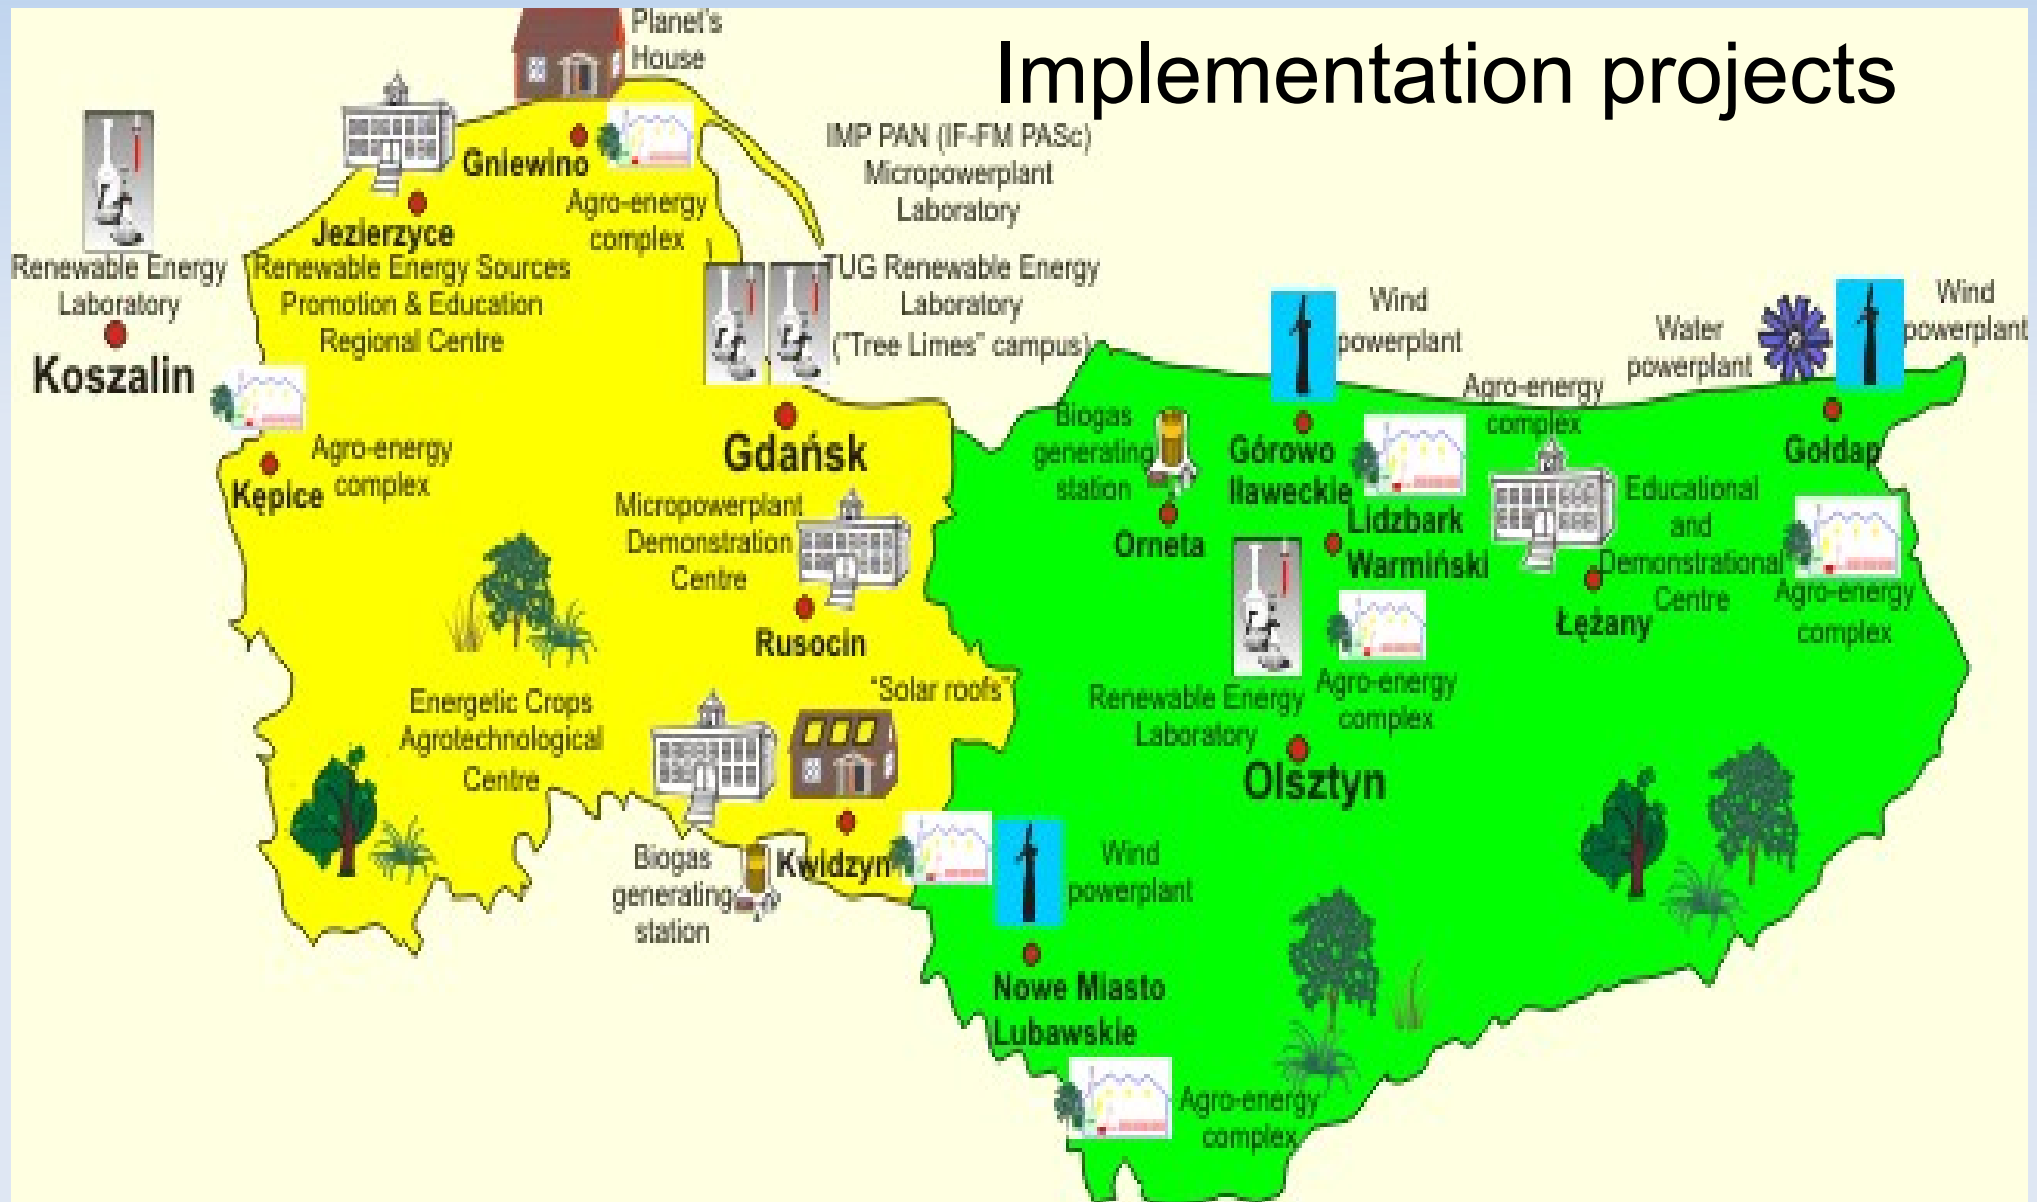 Implementation projects
Planet's
House
Gniewino
Agro-energy
complex
Jezierzyce
Renewable Energy Sources
Promotion & Education
Regional Centre
Renewable Energy
Laboratory
Koszalin
IMP PAN (IF-FM PASc)
Micropowerplant
Laboratory
TUG Renewable Energy
Laboratory
("Tree Limes" campus)
Gdańsk
Agro-energy
complex
Kępice
Micropowerplant
Demonstration
Centre
Rusocin
Energetic Crops
Agrotechnological
Centre
"Solar roofs"
Kwidzyn
Biogas
generating
station
Biogas
generating
station
Orneta
Wind
powerplant
Górowo
Iławeckie
Agro-energy
complex
Lidzbark
Warmiński
Educational
and
Demonstrational
Centre
Łężany
Water
powerplant
Wind
powerplant
Gołdap
Agro-energy
complex
Renewable Energy
Laboratory
Agro-energy
complex
Olsztyn
Wind
powerplant
Nowe Miasto
Lubawskie
Agro-energy
complex